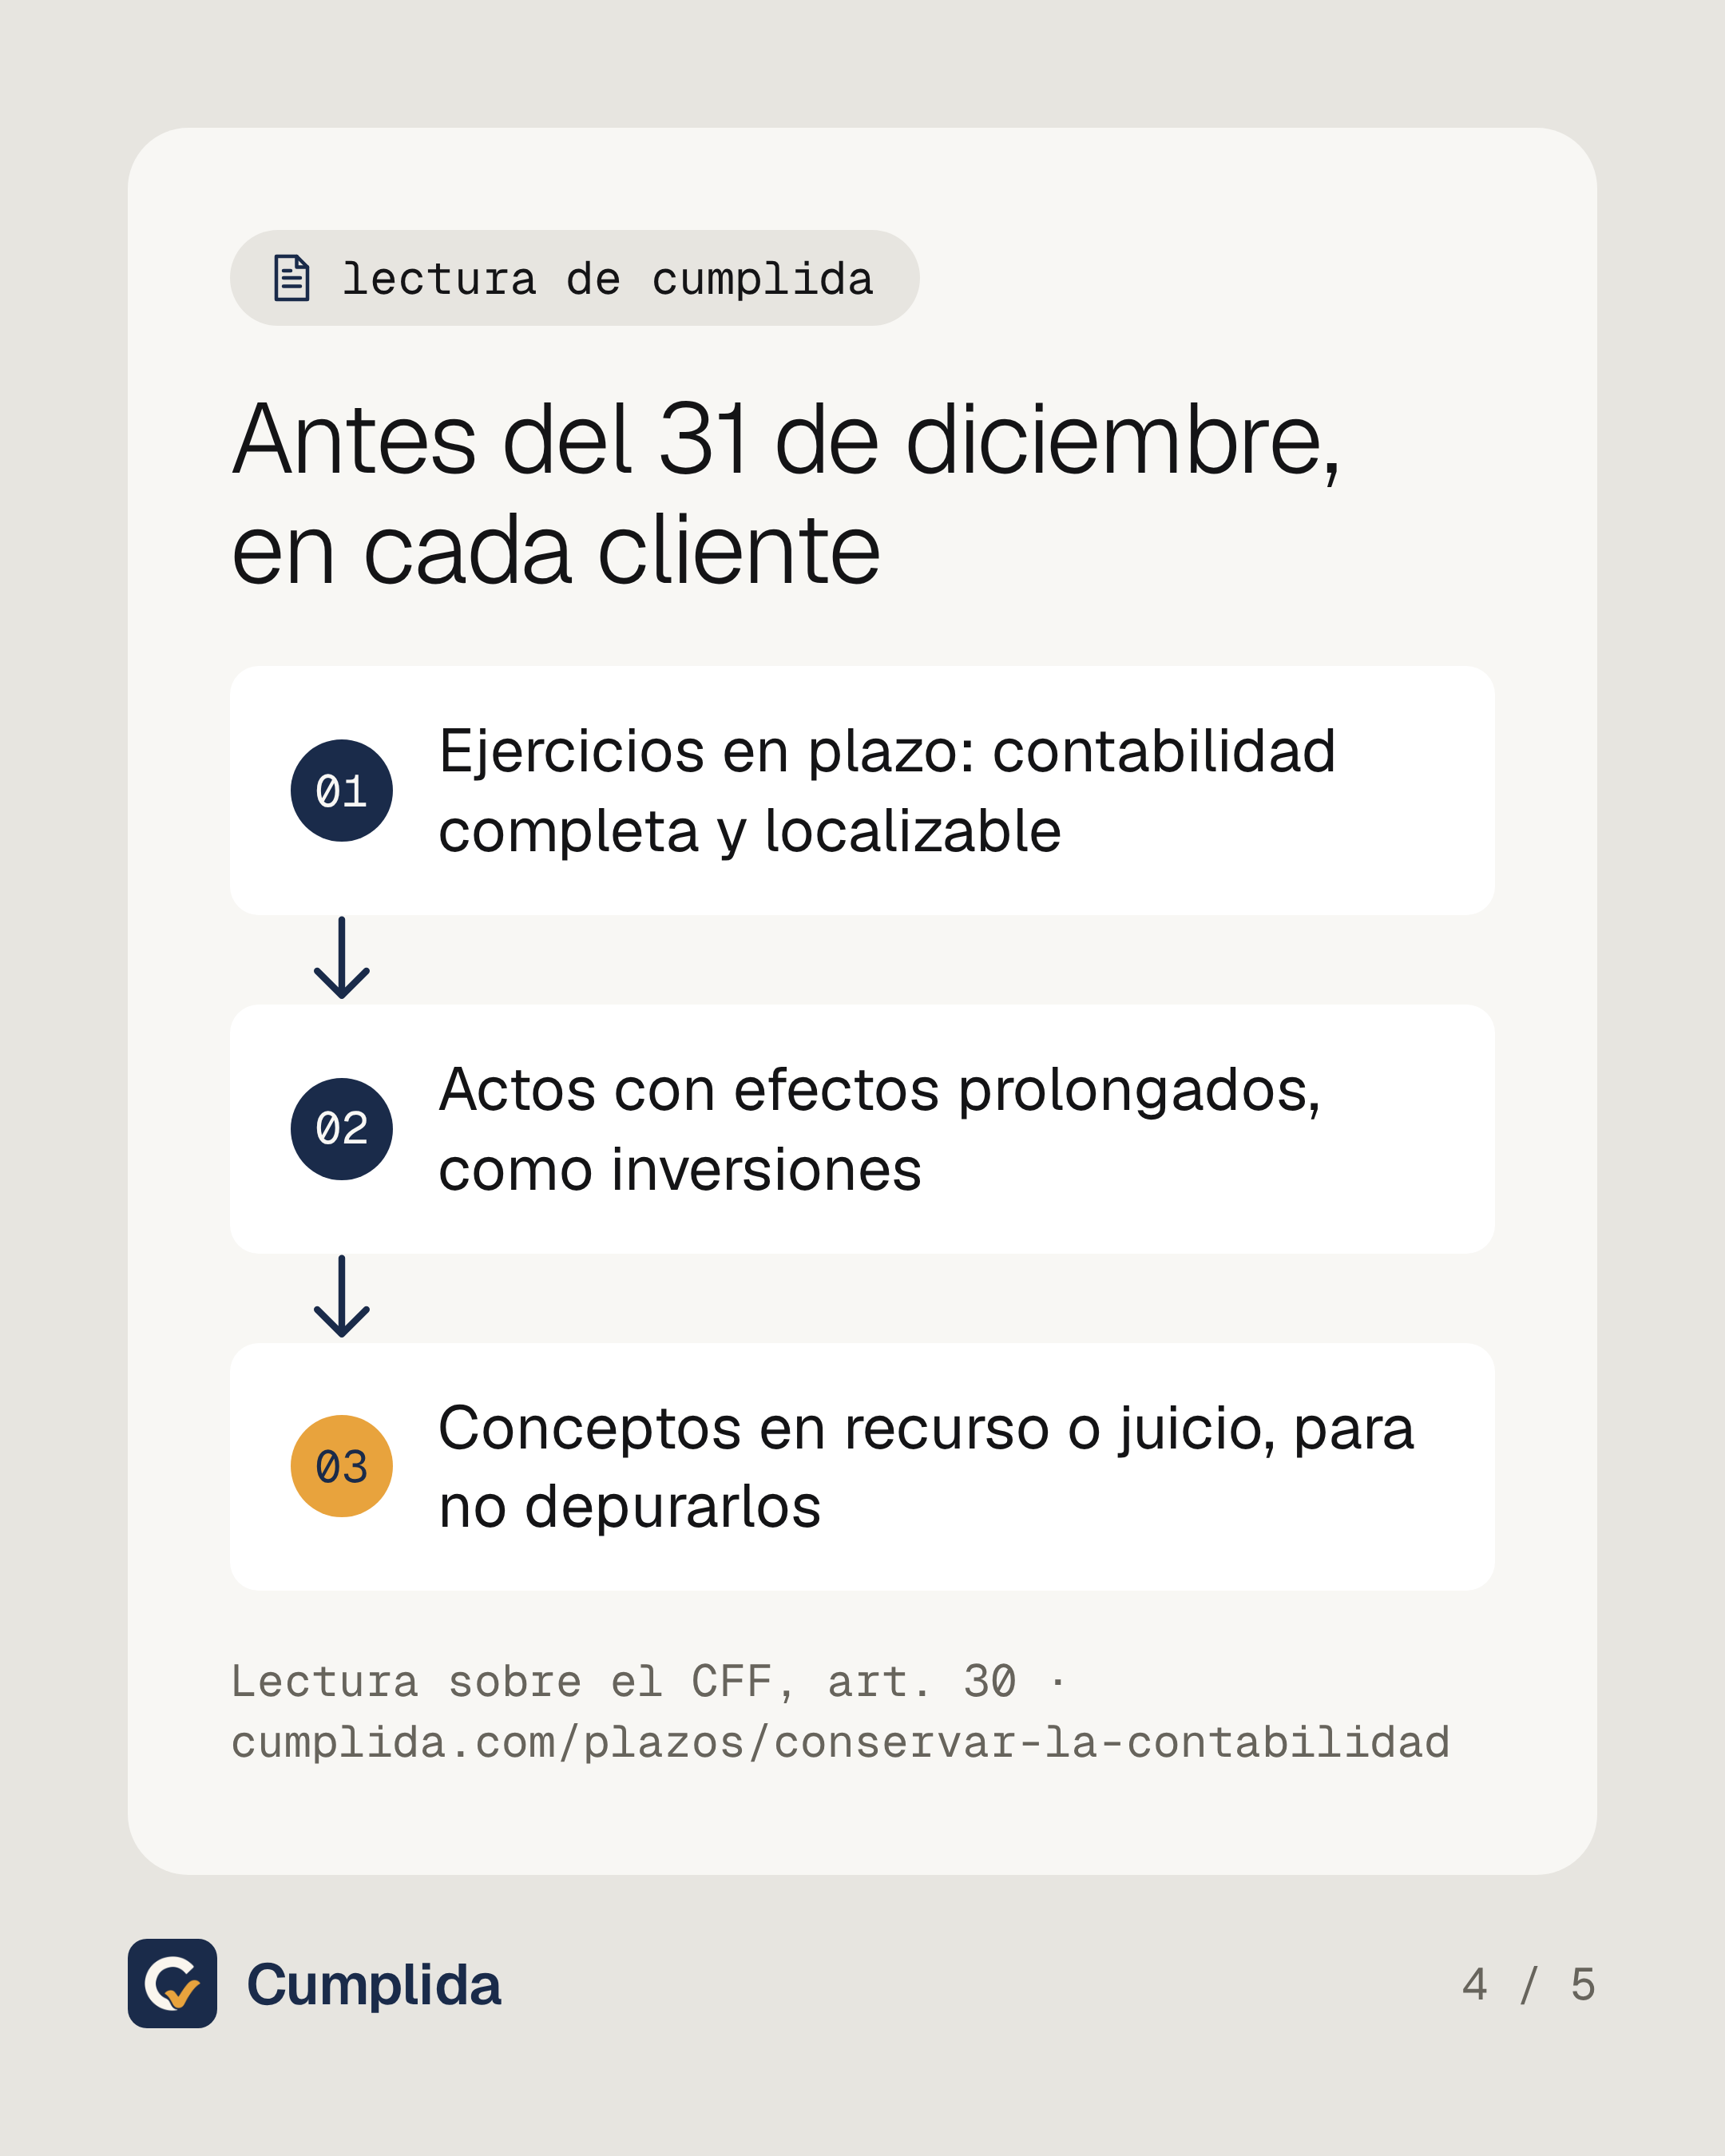 lectura de cumplida
Antes del 31 de diciembre,
en cada cliente
01
Ejercicios en plazo: contabilidad
completa y localizable
02
Actos con efectos prolongados,
como inversiones
03
Conceptos en recurso o juicio, para
no depurarlos
Lectura sobre el CFF, art. 30 ·
cumplida.com/plazos/conservar-la-contabilidad
Cumplida
4 / 5